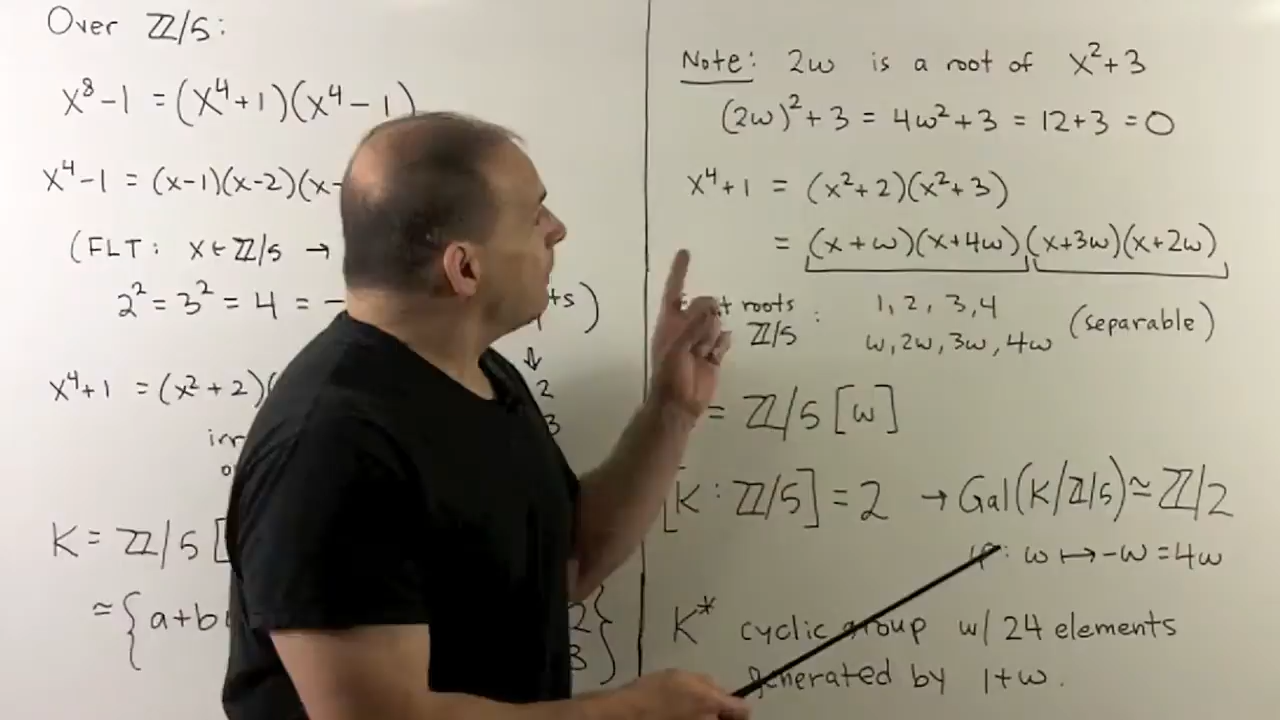 Over ℤ/5:
x⁸-1 = (x⁴+1)(x⁴-1)
x⁴-1 = (x-1)(x-2)(x-
(FLT: x∈ℤ/5 →
2² = 3² = 4 = -
x⁴+1 = (x²+2)(
K = ℤ/5[
≃ {a+b
2
3
2
3
Note: 2ω is a root of x²+3
(2ω)²+3 = 4ω²+3 = 12+3 = 0
x⁴+1 = (x²+2)(x²+3)
= (x+ω)(x+4ω)(x+3ω)(x+2ω)
roots
ℤ/5 :
1, 2, 3, 4
ω, 2ω, 3ω, 4ω
(separable)
= ℤ/5[ω]
[K : ℤ/5] = 2 → Gal(K/ℤ/5) ≃ ℤ/2
: ω ↦ -ω = 4ω
K* cyclic group w/ 24 elements
generated by 1+ω.